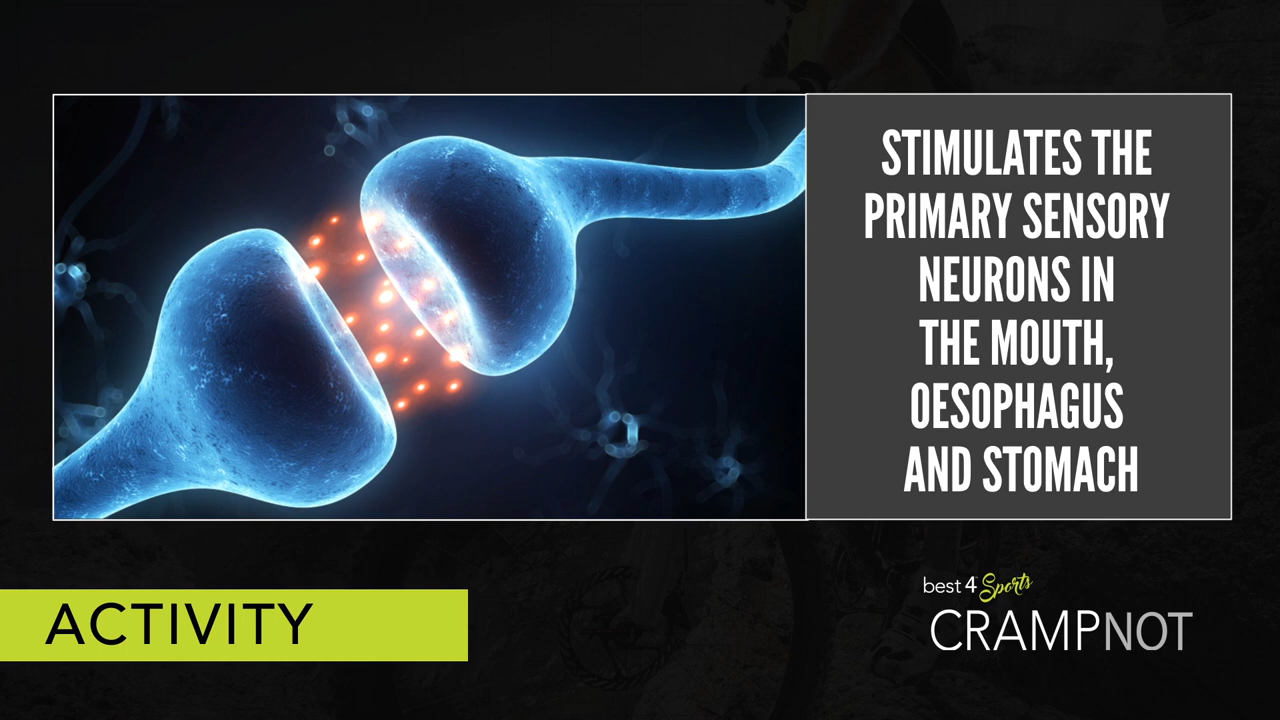 STIMULATES THE
PRIMARY SENSORY
NEURONS IN
THE MOUTH,
OESOPHAGUS
AND STOMACH
ACTIVITY
best 4 Sports
CRAMPNOT